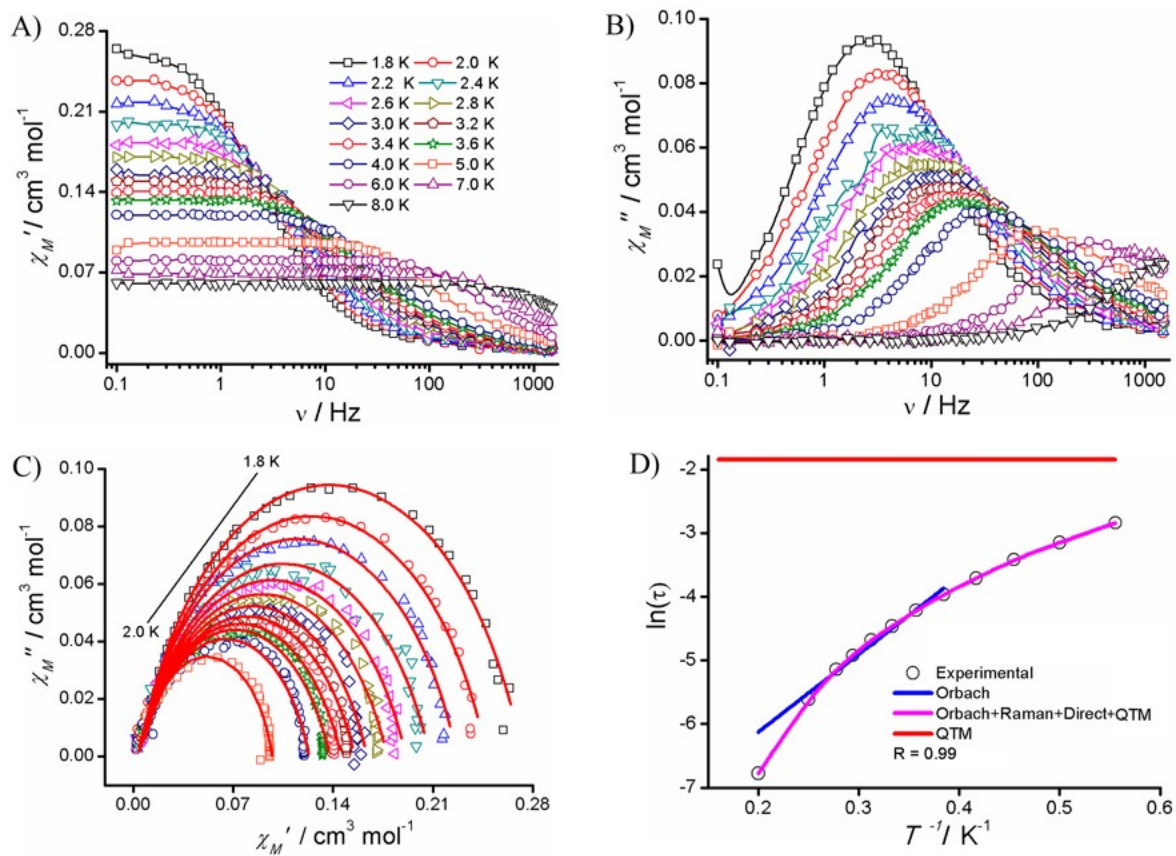 A)
0.28
0.21
0.14
0.07
0.00
χM′ / cm³ mol⁻¹
0.1 1 10 100 1000
ν / Hz
1.8 K 2.0 K
2.2 K 2.4 K
2.6 K 2.8 K
3.0 K 3.2 K
3.4 K 3.6 K
4.0 K 5.0 K
6.0 K 7.0 K
8.0 K
B)
0.10
0.08
0.06
0.04
0.02
0.00
χM″ / cm³ mol⁻¹
0.1 1 10 100 1000
ν / Hz
C)
0.10
0.08
0.06
0.04
0.02
0.00
χM″ / cm³ mol⁻¹
1.8 K
2.0 K
0.00 0.07 0.14 0.21 0.28
χM′ / cm³ mol⁻¹
D)
-2
-3
-4
-5
-6
-7
ln(τ)
Experimental
Orbach
Orbach+Raman+Direct+QTM
QTM
R = 0.99
0.2 0.3 0.4 0.5 0.6
T⁻¹/ K⁻¹